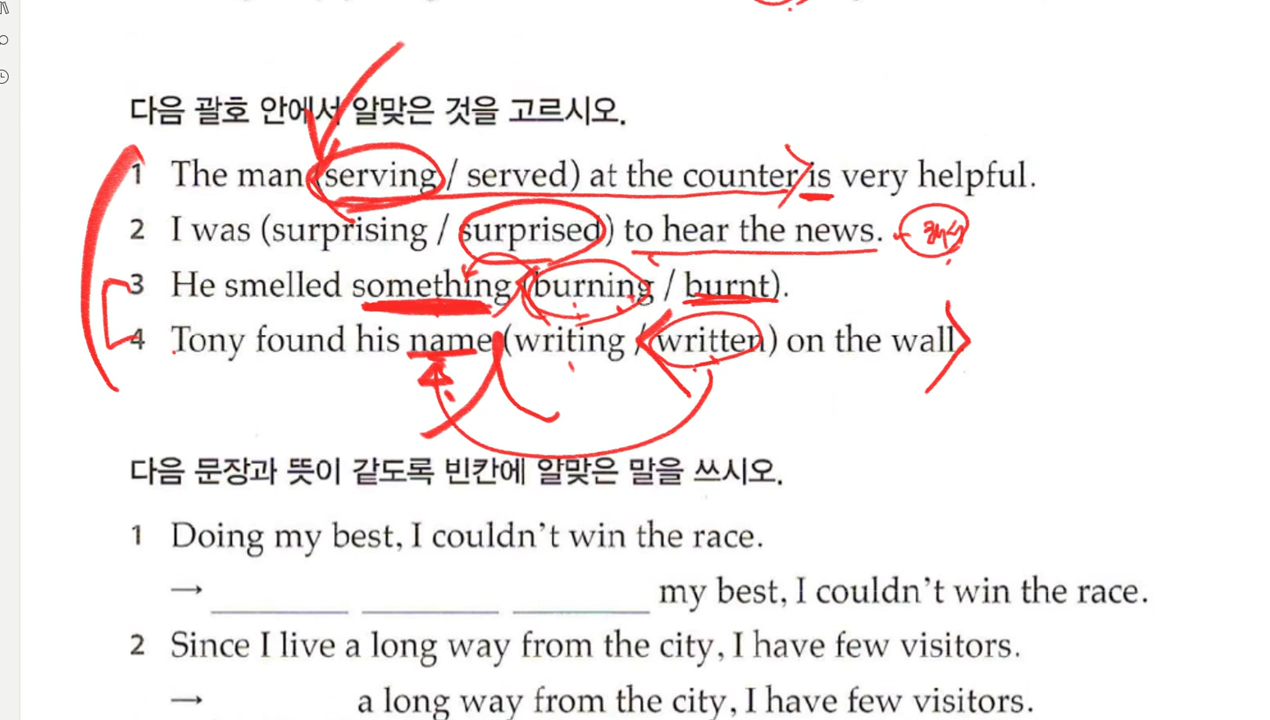 다음 괄호 안에서 알맞은 것을 고르시오.
1 The man (serving / served) at the counter is very helpful.
2 I was (surprising / surprised) to hear the news.
3 He smelled something (burning / burnt).
4 Tony found his name (writing / written) on the wall.
다음 문장과 뜻이 같도록 빈칸에 알맞은 말을 쓰시오.
1 Doing my best, I couldn't win the race.
→ my best, I couldn't win the race.
2 Since I live a long way from the city, I have few visitors.
→ a long way from the city, I have few visitors.